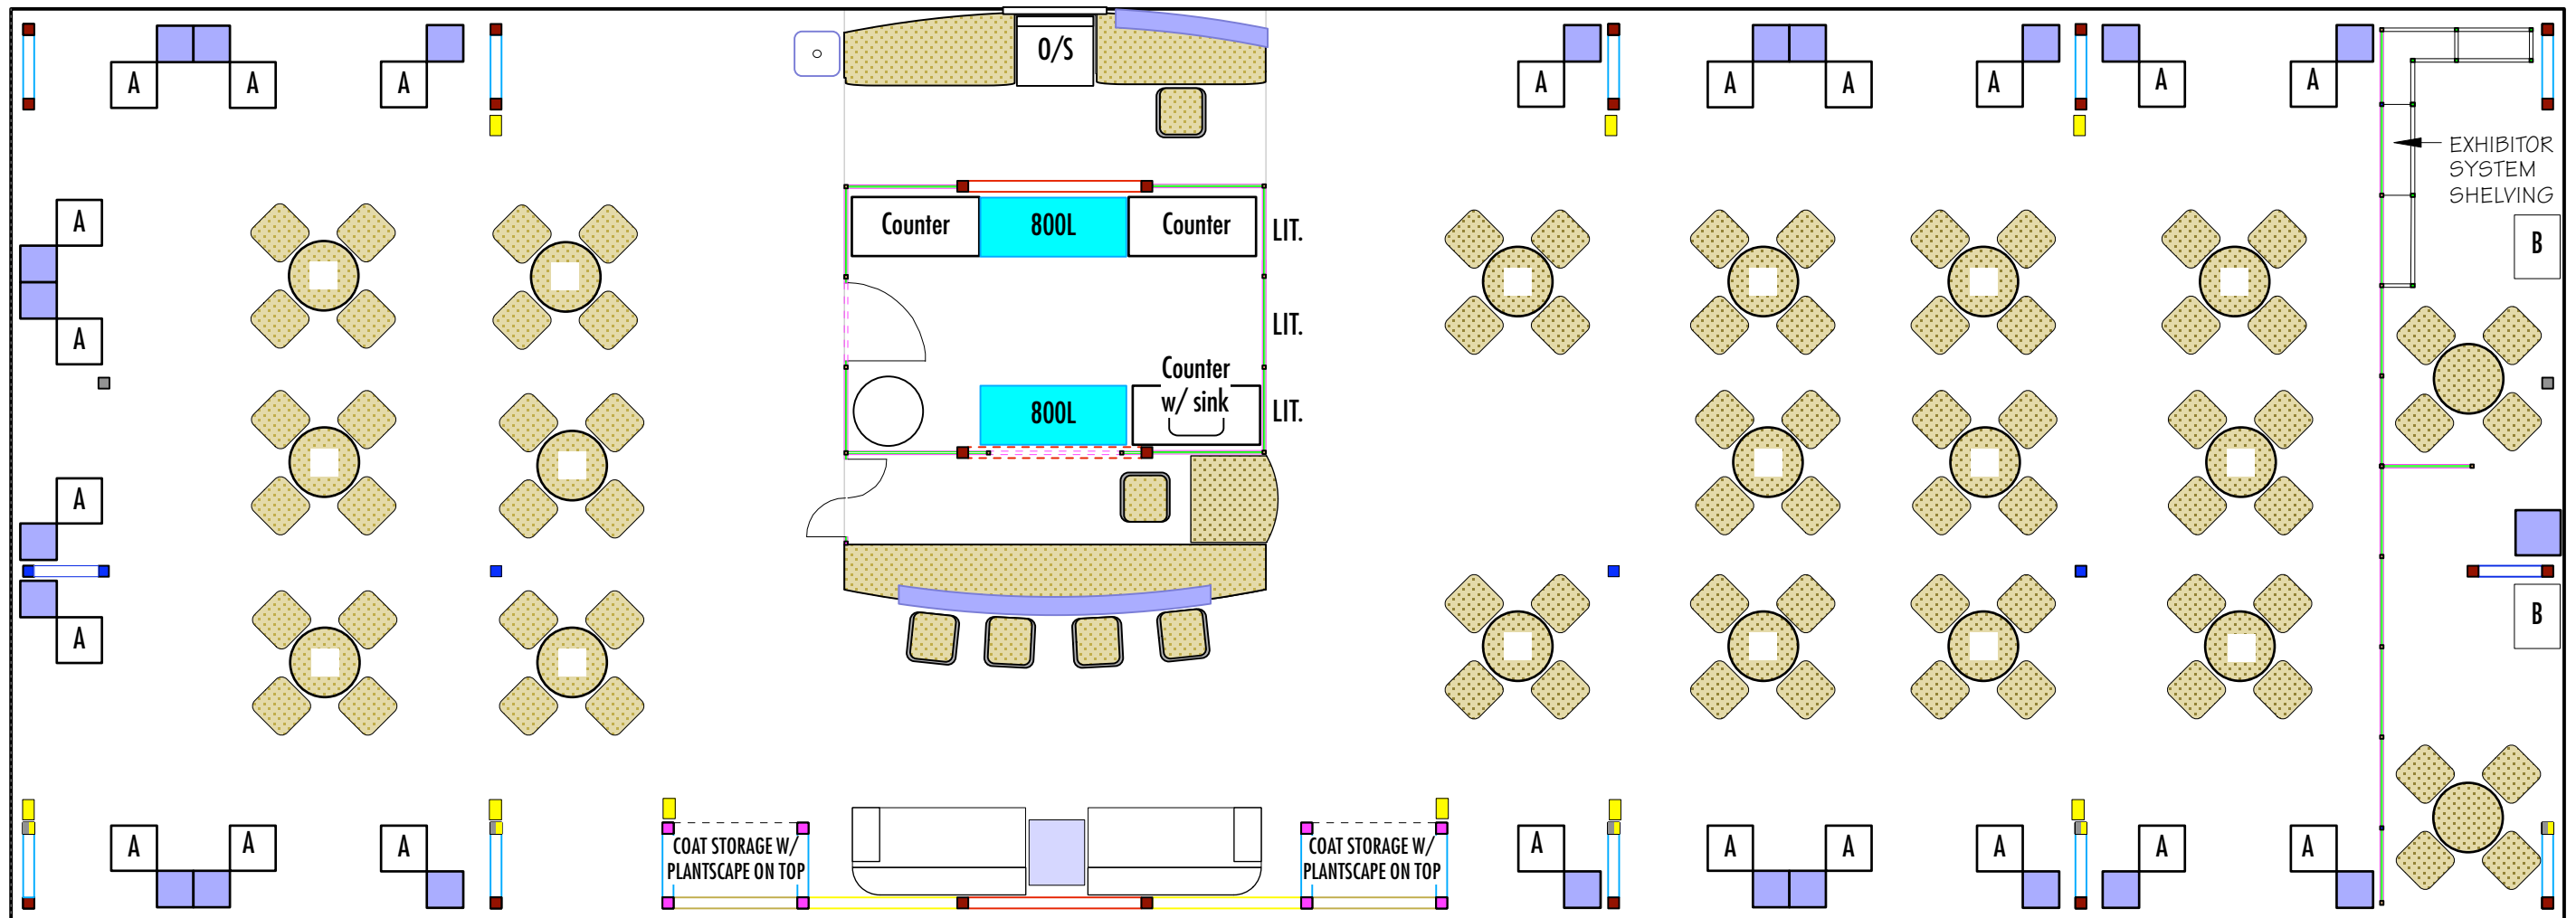 O/S
A
A
A
A
A
A
A
A
A
EXHIBITOR
SYSTEM
SHELVING
A
Counter
800L
Counter
LIT.
B
A
LIT.
Counter
w/ sink
800L
LIT.
A
A
B
A
A
A
COAT STORAGE W/
PLANTSCAPE ON TOP
COAT STORAGE W/
PLANTSCAPE ON TOP
A
A
A
A
A
A